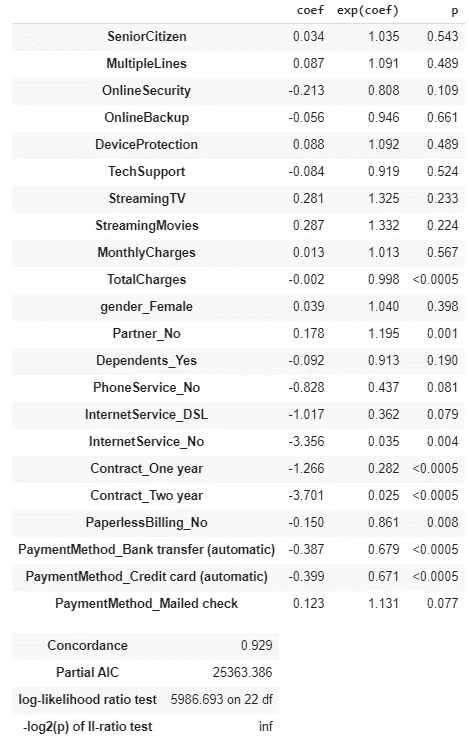 coef exp(coef) p
SeniorCitizen 0.034 1.035 0.543
MultipleLines 0.087 1.091 0.489
OnlineSecurity -0.213 0.808 0.109
OnlineBackup -0.056 0.946 0.661
DeviceProtection 0.088 1.092 0.489
TechSupport -0.084 0.919 0.524
StreamingTV 0.281 1.325 0.233
StreamingMovies 0.287 1.332 0.224
MonthlyCharges 0.013 1.013 0.567
TotalCharges -0.002 0.998 <0.0005
gender_Female 0.039 1.040 0.398
Partner_No 0.178 1.195 0.001
Dependents_Yes -0.092 0.913 0.190
PhoneService_No -0.828 0.437 0.081
InternetService_DSL -1.017 0.362 0.079
InternetService_No -3.356 0.035 0.004
Contract_One year -1.266 0.282 <0.0005
Contract_Two year -3.701 0.025 <0.0005
PaperlessBilling_No -0.150 0.861 0.008
PaymentMethod_Bank transfer (automatic) -0.387 0.679 <0.0005
PaymentMethod_Credit card (automatic) -0.399 0.671 <0.0005
PaymentMethod_Mailed check 0.123 1.131 0.077
Concordance 0.929
Partial AIC 25363.386
log-likelihood ratio test 5986.693 on 22 df
-log2(p) of ll-ratio test inf